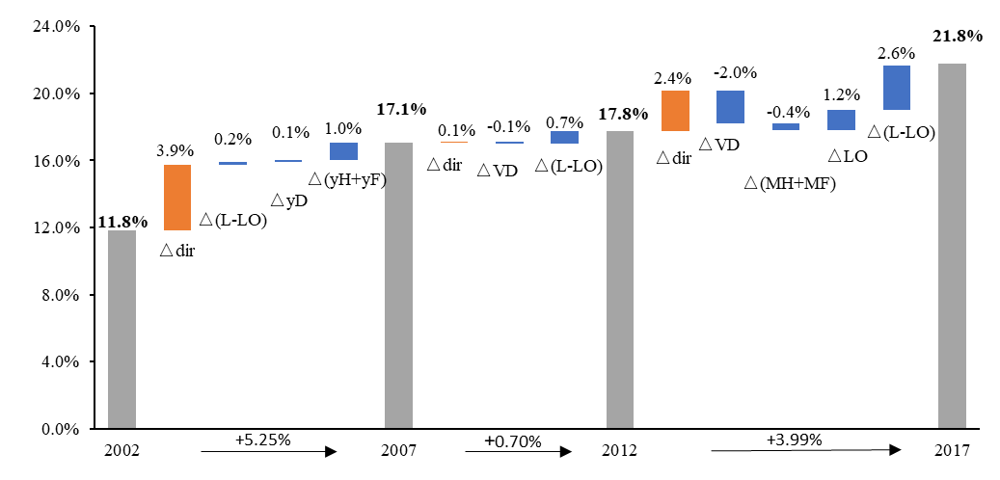 24.0%
20.0%
16.0%
12.0%
8.0%
4.0%
0.0%
11.8%
3.9%
△dir
0.2%
△(L-LO)
0.1%
△yD
1.0%
△(yH+yF)
17.1%
0.1%
△dir
-0.1%
△VD
0.7%
△(L-LO)
17.8%
2.4%
△dir
-2.0%
△VD
-0.4%
△(MH+MF)
1.2%
△LO
2.6%
△(L-LO)
21.8%
2002
+5.25%
2007
+0.70%
2012
+3.99%
2017